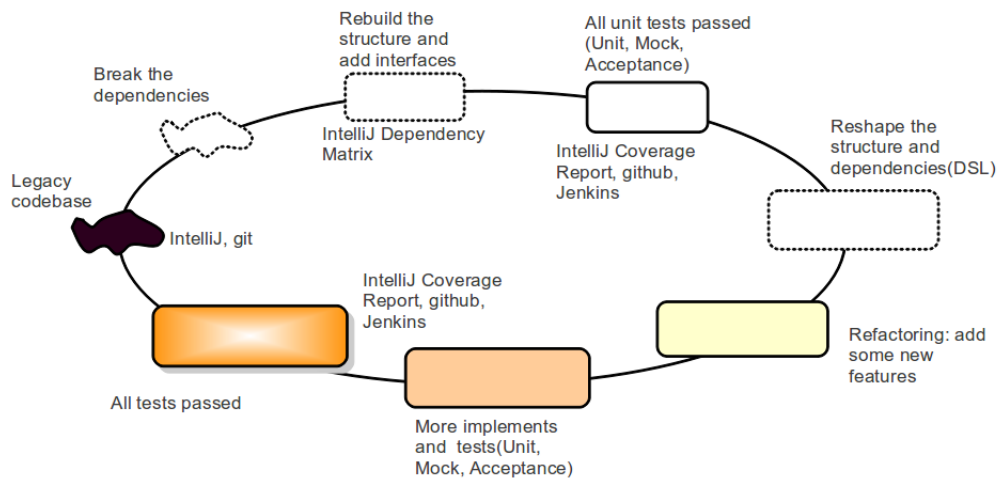 Rebuild the
structure and
add interfaces
All unit tests passed
(Unit, Mock,
Acceptance)
Break the
dependencies
IntelliJ Dependency
Matrix
IntelliJ Coverage
Report, github,
Jenkins
Reshape the
structure and
dependencies(DSL)
Legacy
codebase
IntelliJ, git
IntelliJ Coverage
Report, github,
Jenkins
Refactoring: add
some new
features
All tests passed
More implements
and  tests(Unit,
Mock, Acceptance)